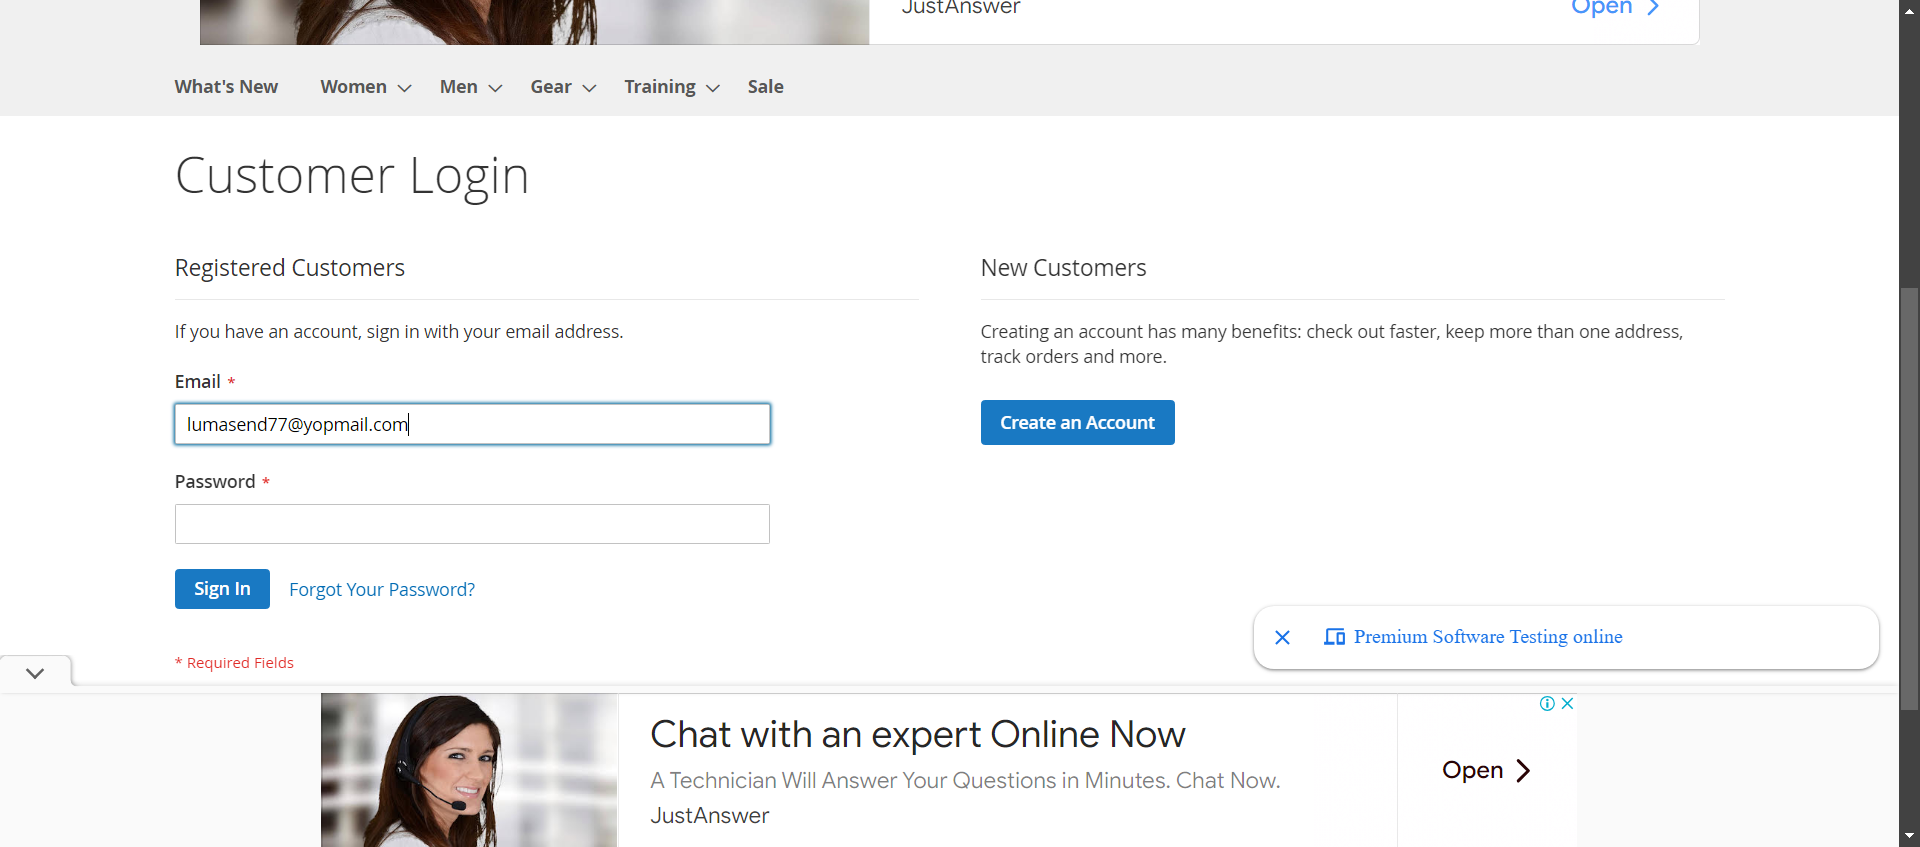 JustAnswer
Open
What's New Women Men Gear Training Sale
Customer Login
Registered Customers
If you have an account, sign in with your email address.
Email *
lumasend77@yopmail.com
Password *
Sign In Forgot Your Password?
* Required Fields
New Customers
Creating an account has many benefits: check out faster, keep more than one address,
track orders and more.
Create an Account
Premium Software Testing online
Chat with an expert Online Now
A Technician Will Answer Your Questions in Minutes. Chat Now.
JustAnswer
Open